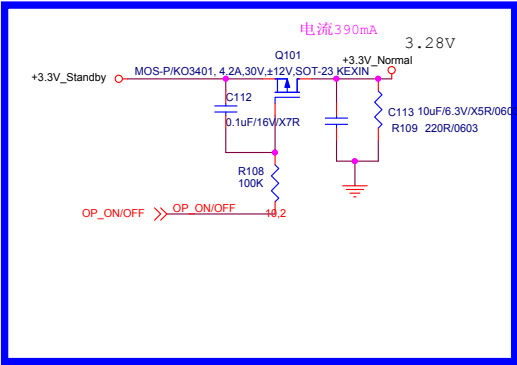 电流390mA
3.28V
Q101
+3.3V_Normal
MOS-P/KO3401, 4.2A,30V,±12V,SOT-23 KEXIN
+3.3V_Standby
C112
0.1uF/16V/X7R
C113 10uF/6.3V/X5R/060
R109 220R/0603
R108
100K
OP_ON/OFF
OP_ON/OFF
10,2